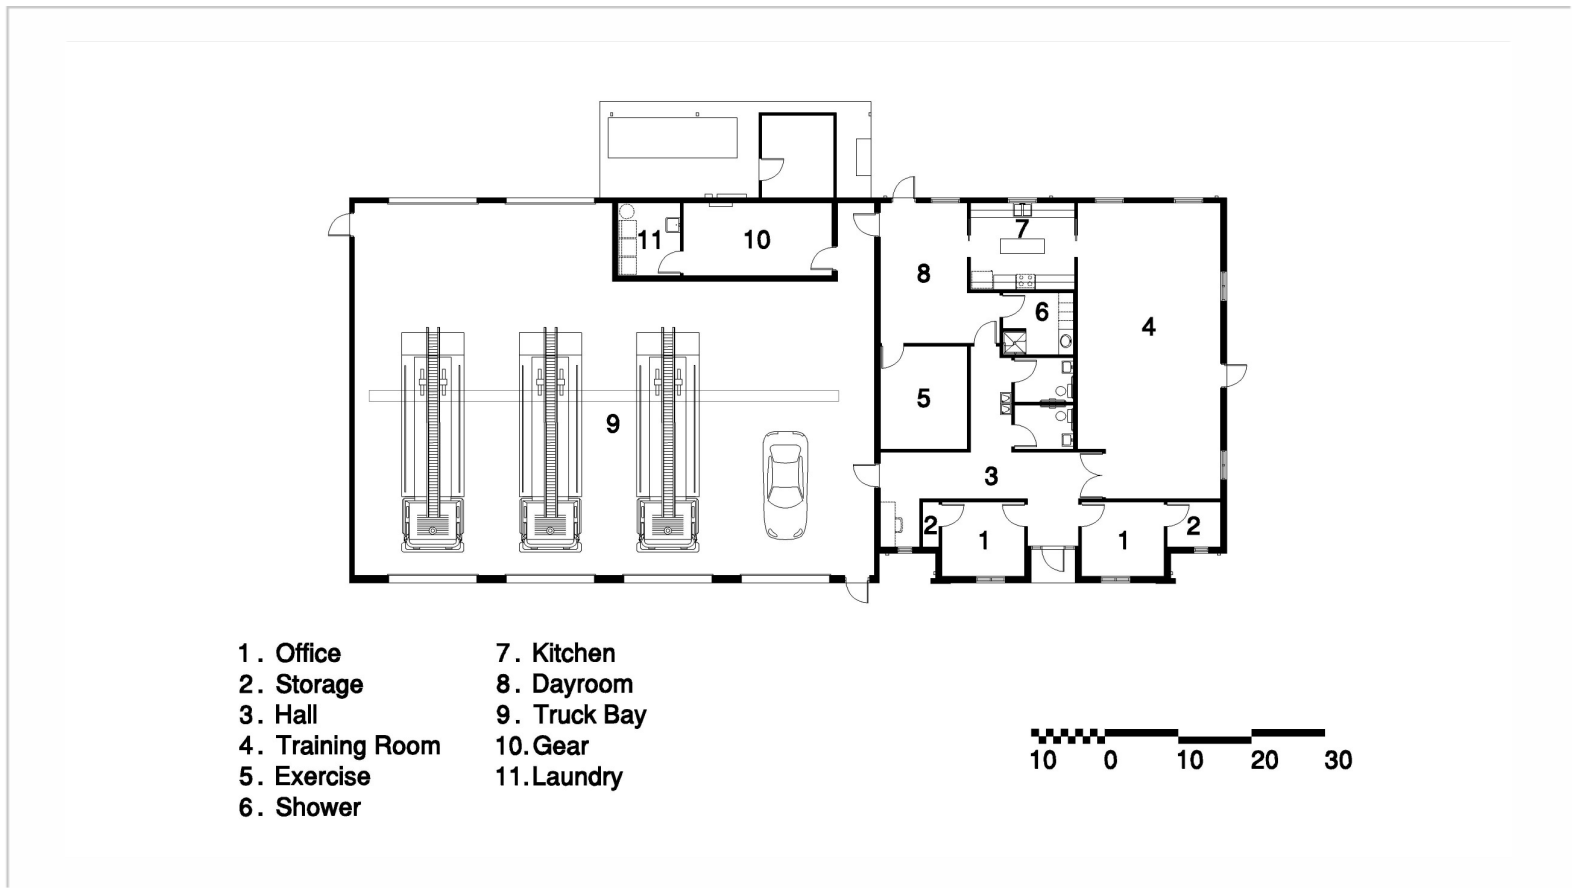 11
10
7
8
6
4
5
9
3
2
1
1
2
1. Office
2. Storage
3. Hall
4. Training Room
5. Exercise
6. Shower
7. Kitchen
8. Dayroom
9. Truck Bay
10. Gear
11. Laundry
10 0 10 20 30